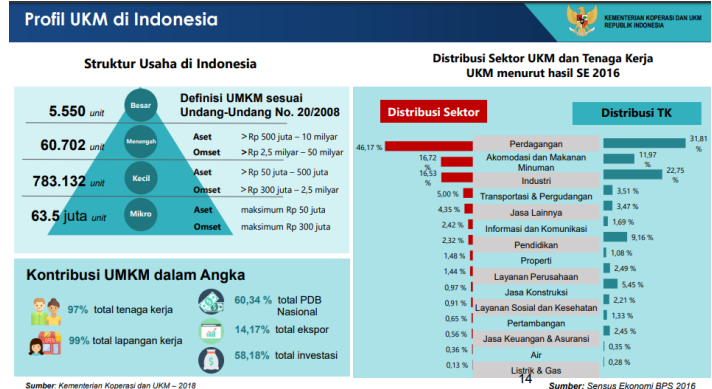 Profil UKM di Indonesia
KEMENTERIAN KOPERASI DAN UKM
REPUBLIK INDONESIA
Struktur Usaha di Indonesia
5.550 unit
60.702 unit
783.132 unit
63.5 juta unit
Besar
Menengah
Kecil
Mikro
Definisi UMKM sesuai
Undang-Undang No. 20/2008
Aset >Rp 500 juta – 10 milyar
Omset >Rp 2,5 milyar – 50 milyar
Aset >Rp 50 juta – 500 juta
Omset >Rp 300 juta – 2,5 milyar
Aset maksimum Rp 50 juta
Omset maksimum Rp 300 juta
Kontribusi UMKM dalam Angka
97% total tenaga kerja
99% total lapangan kerja
60,34 % total PDB
Nasional
14,17% total ekspor
58,18% total investasi
Sumber: Kementerian Koperasi dan UKM – 2018
Distribusi Sektor UKM dan Tenaga Kerja
UKM menurut hasil SE 2016
Distribusi Sektor
Distribusi TK
46,17 % Perdagangan 31,81 %
16,72 % Akomodasi dan Makanan Minuman 11,97 %
16,53 % Industri 22,75 %
5,00 % Transportasi & Pergudangan 3,51 %
4,35 % Jasa Lainnya 3,47 %
2,42 % Informasi dan Komunikasi 1,69 %
2,32 % Pendidikan 9,16 %
1,48 % Properti 1,08 %
1,44 % Layanan Perusahaan 2,49 %
0,97 % Jasa Konstruksi 5,45 %
0,91 % Layanan Sosial dan Kesehatan 2,21 %
0,65 % Pertambangan 1,33 %
0,56 % Jasa Keuangan & Asuransi 2,45 %
0,36 % Air 0,35 %
0,13 % Listrik & Gas 0,28 %
14
Sumber: Sensus Ekonomi BPS 2016